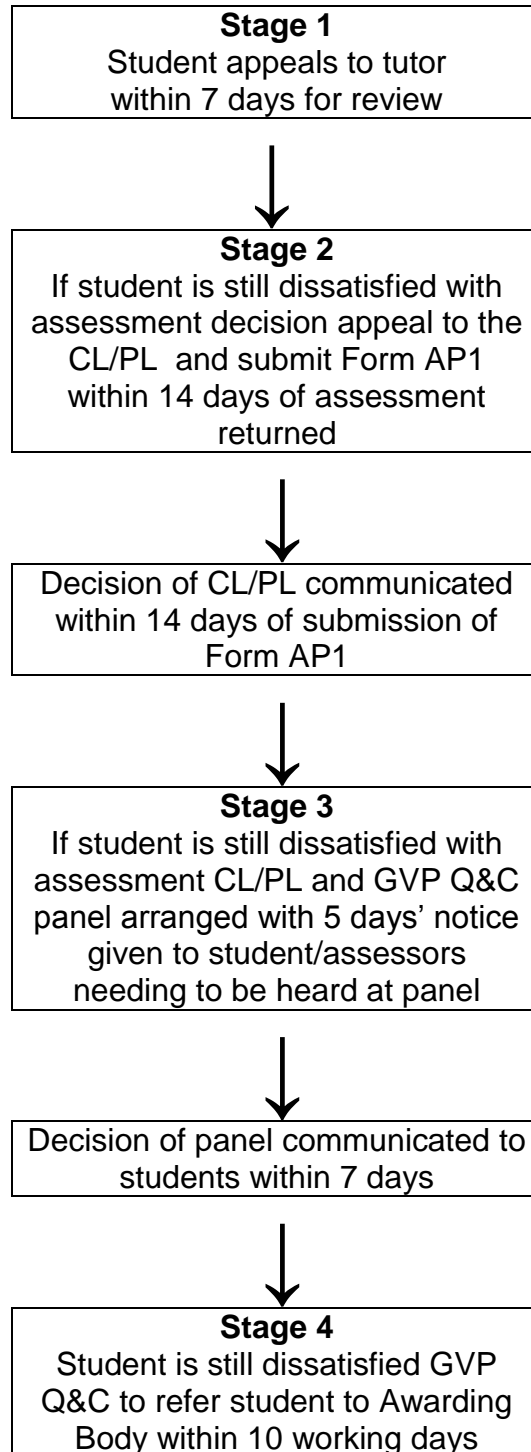 Stage 1
Student appeals to tutor
within 7 days for review
Stage 2
If student is still dissatisfied with
assessment decision appeal to the
CL/PL and submit Form AP1
within 14 days of assessment
returned
Decision of CL/PL communicated
within 14 days of submission of
Form AP1
Stage 3
If student is still dissatisfied with
assessment CL/PL and GVP Q&C
panel arranged with 5 days’ notice
given to student/assessors
needing to be heard at panel
Decision of panel communicated to
students within 7 days
Stage 4
Student is still dissatisfied GVP
Q&C to refer student to Awarding
Body within 10 working days